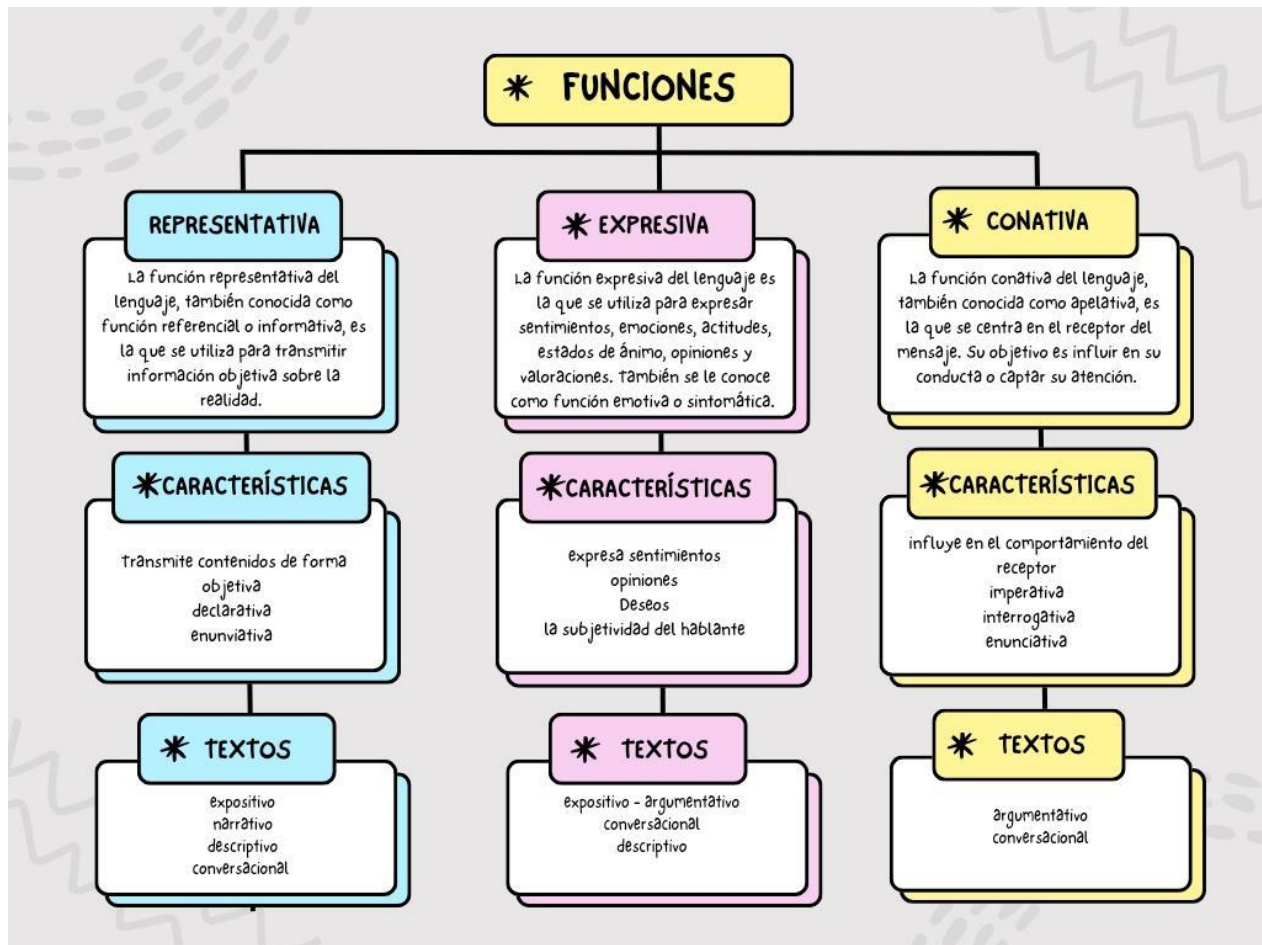 FUNCIONES
REPRESENTATIVA
La función representativa del
lenguaje, también conocida como
función referencial o informativa, es
la que se utiliza para transmitir
información objetiva sobre la
realidad.
CARACTERÍSTICAS
Transmite contenidos de forma
objetiva
declarativa
enunviativa
TEXTOS
expositivo
narrativo
descriptivo
conversacional
EXPRESIVA
La función expresiva del lenguaje es
la que se utiliza para expresar
sentimientos, emociones, actitudes,
estados de ánimo, opiniones y
valoraciones. También se le conoce
como función emotiva o sintomática.
CARACTERÍSTICAS
expresa sentimientos
opiniones
Deseos
la subjetividad del hablante
TEXTOS
expositivo - argumentativo
conversacional
descriptivo
CONATIVA
La función conativa del lenguaje,
también conocida como apelativa, es
la que se centra en el receptor del
mensaje. Su objetivo es influir en su
conducta o captar su atención.
CARACTERÍSTICAS
influye en el comportamiento del
receptor
imperativa
interrogativa
enunciativa
TEXTOS
argumentativo
conversacional